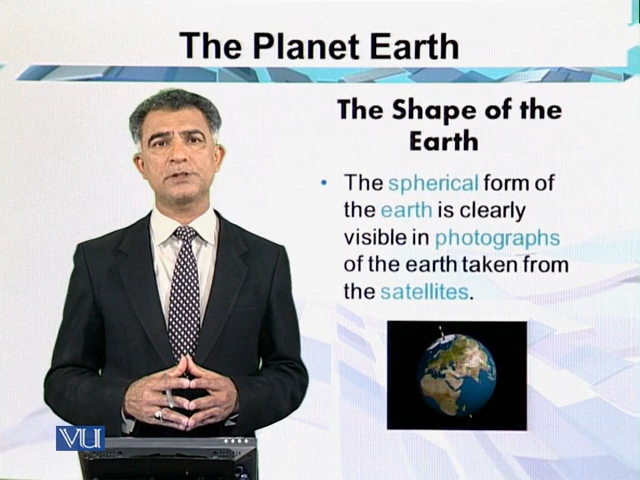 The Planet Earth
The Shape of the
Earth
• The spherical form of
the earth is clearly
visible in photographs
of the earth taken from
the satellites.
VU